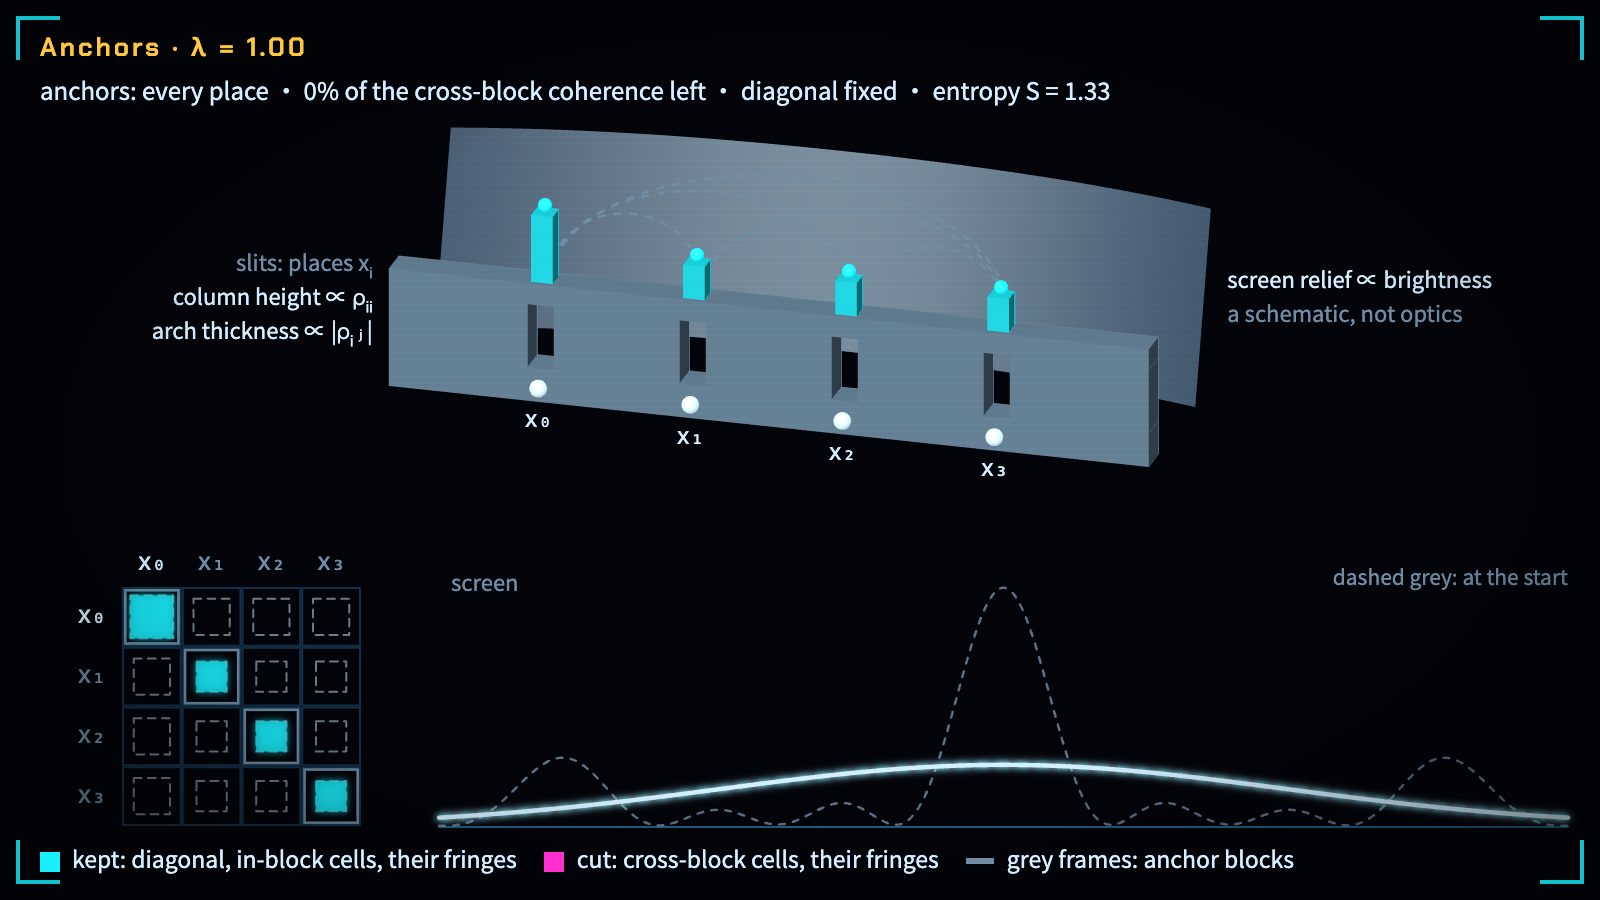 Anchors · λ = 1.00
anchors: every place • 0% of the cross-block coherence left • diagonal fixed • entropy S = 1.33
slits: places xᵢ
column height ∝ ρᵢᵢ
arch thickness ∝ |ρᵢⱼ|
screen relief ∝ brightness
a schematic, not optics
x₀
x₁
x₂
x₃
x₀ x₁ x₂ x₃
x₀
x₁
x₂
x₃
screen
dashed grey: at the start
kept: diagonal, in-block cells, their fringes
cut: cross-block cells, their fringes
grey frames: anchor blocks